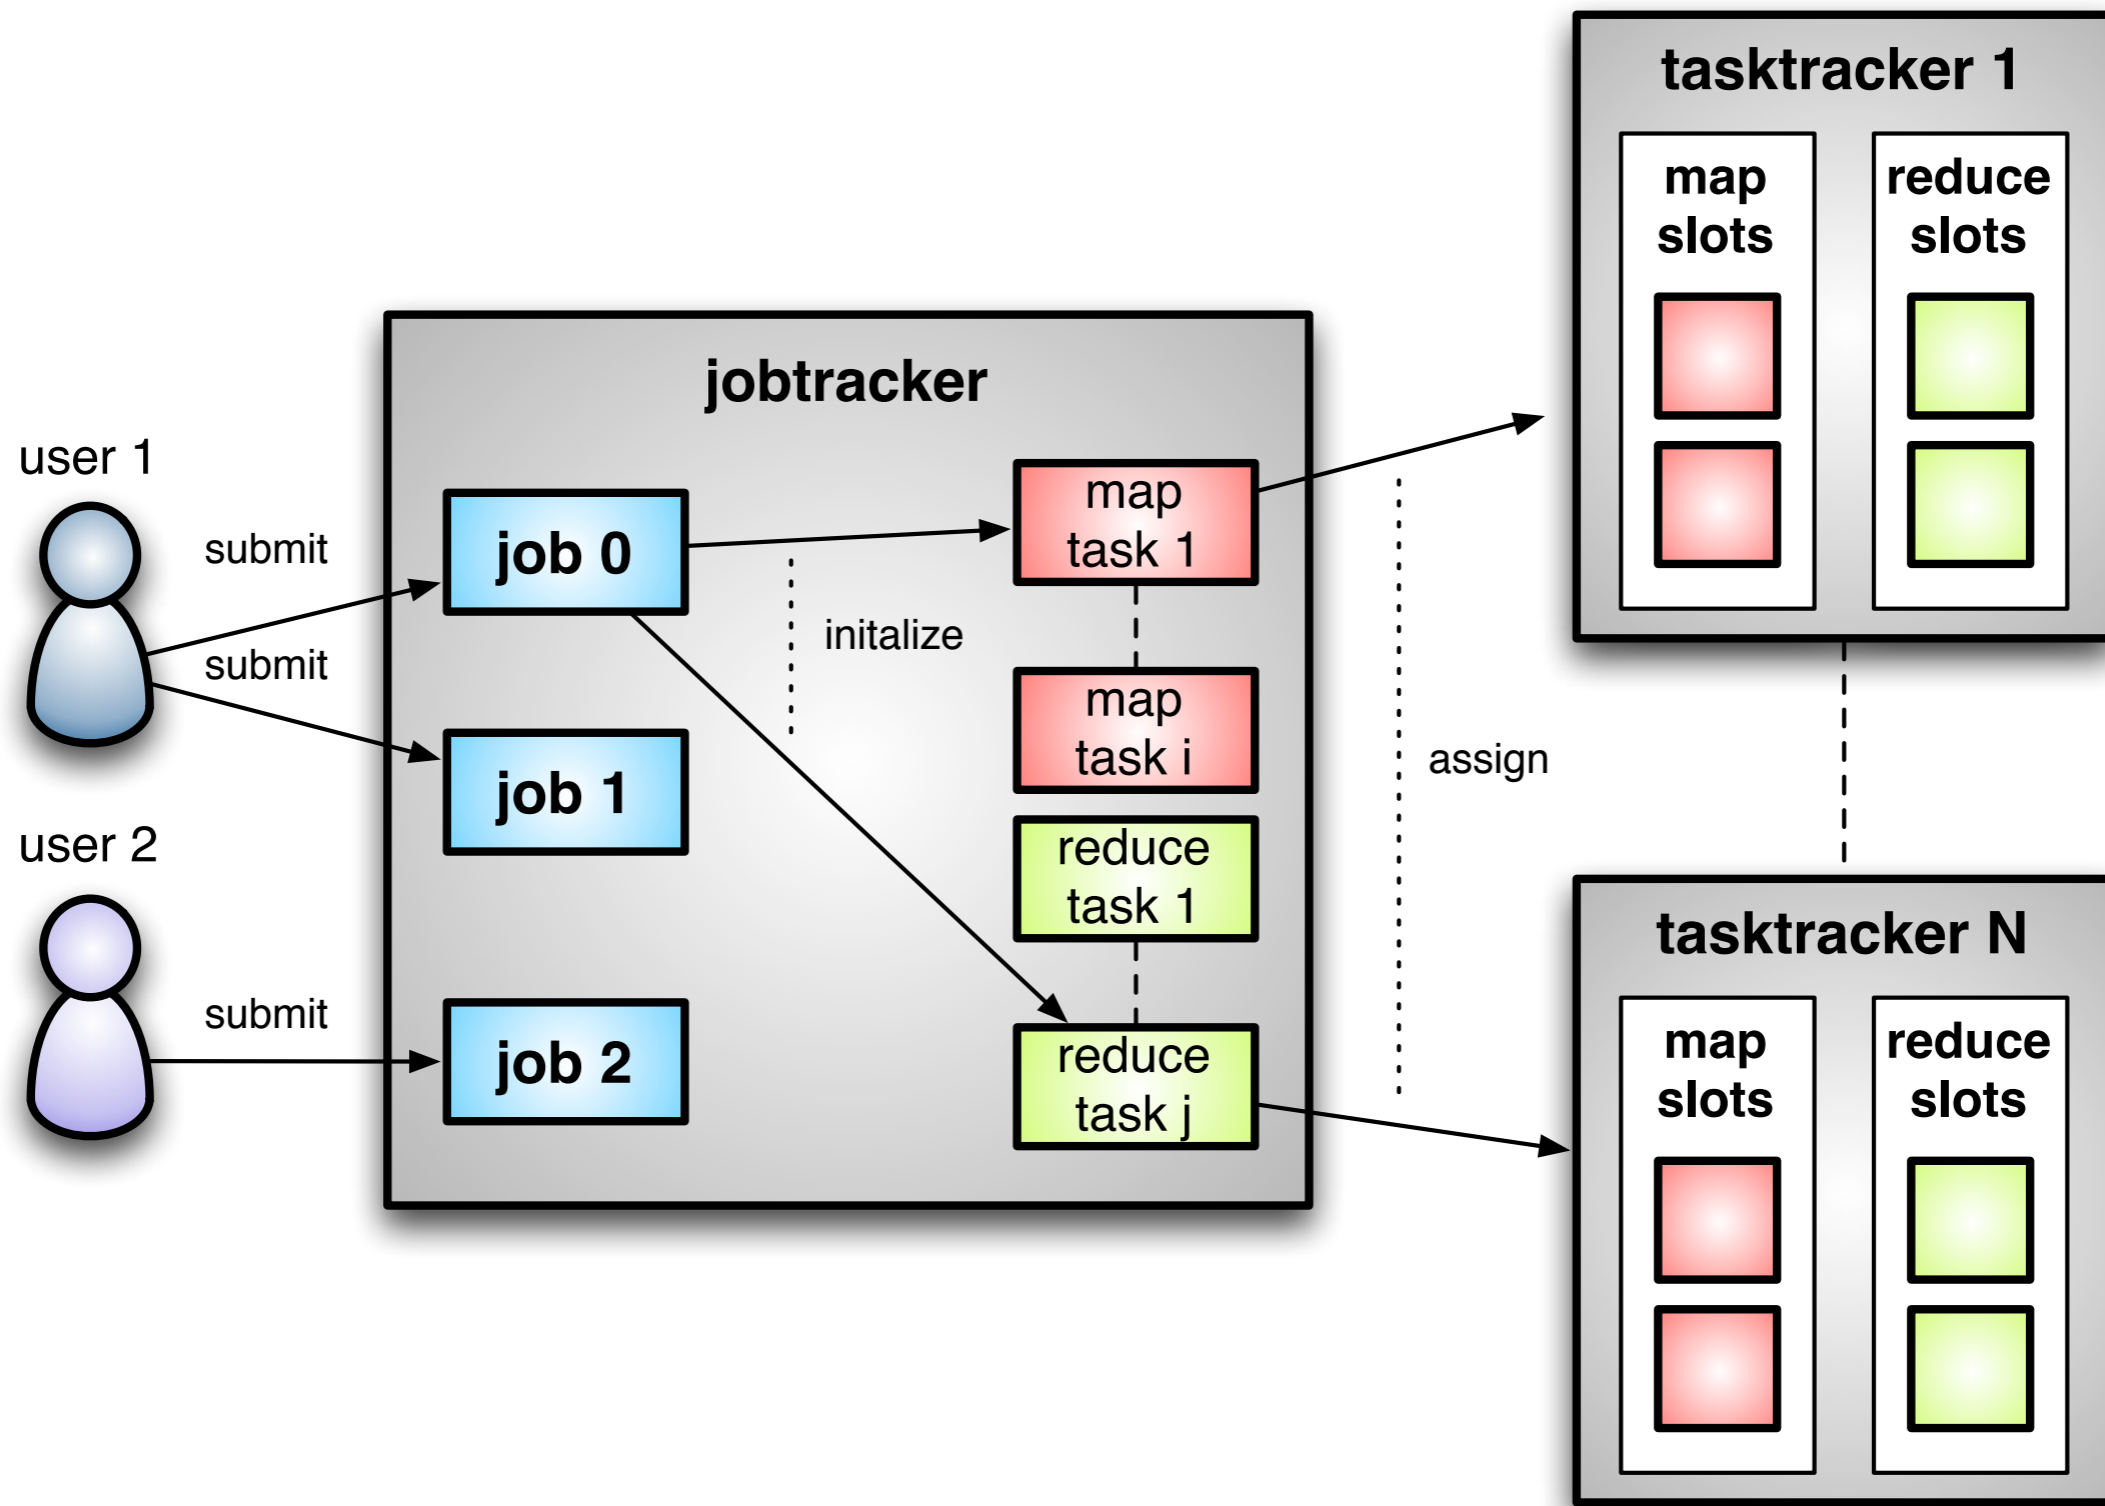 user 1
submit
submit
user 2
submit
jobtracker
job 0
job 1
job 2
initalize
map
task 1
map
task i
reduce
task 1
reduce
task j
assign
tasktracker 1
map
slots
reduce
slots
tasktracker N
map
slots
reduce
slots